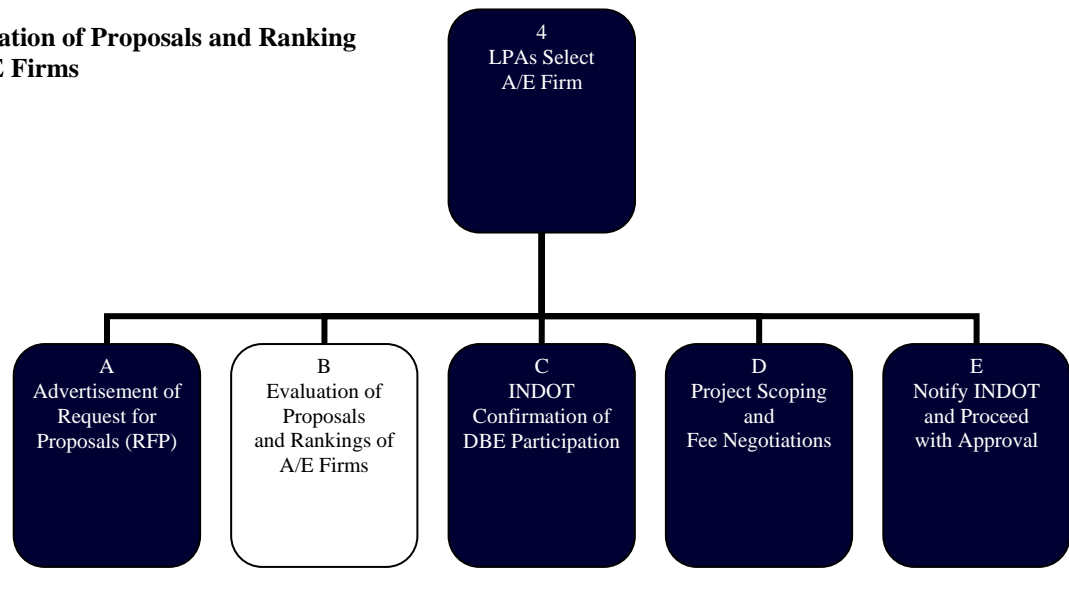 ation of Proposals and Ranking
E Firms
4
LPAs Select
A/E Firm
A
Advertisement of
Request for
Proposals (RFP)
B
Evaluation of
Proposals
and Rankings of
A/E Firms
C
INDOT
Confirmation of
DBE Participation
D
Project Scoping
and
Fee Negotiations
E
Notify INDOT
and Proceed
with Approval